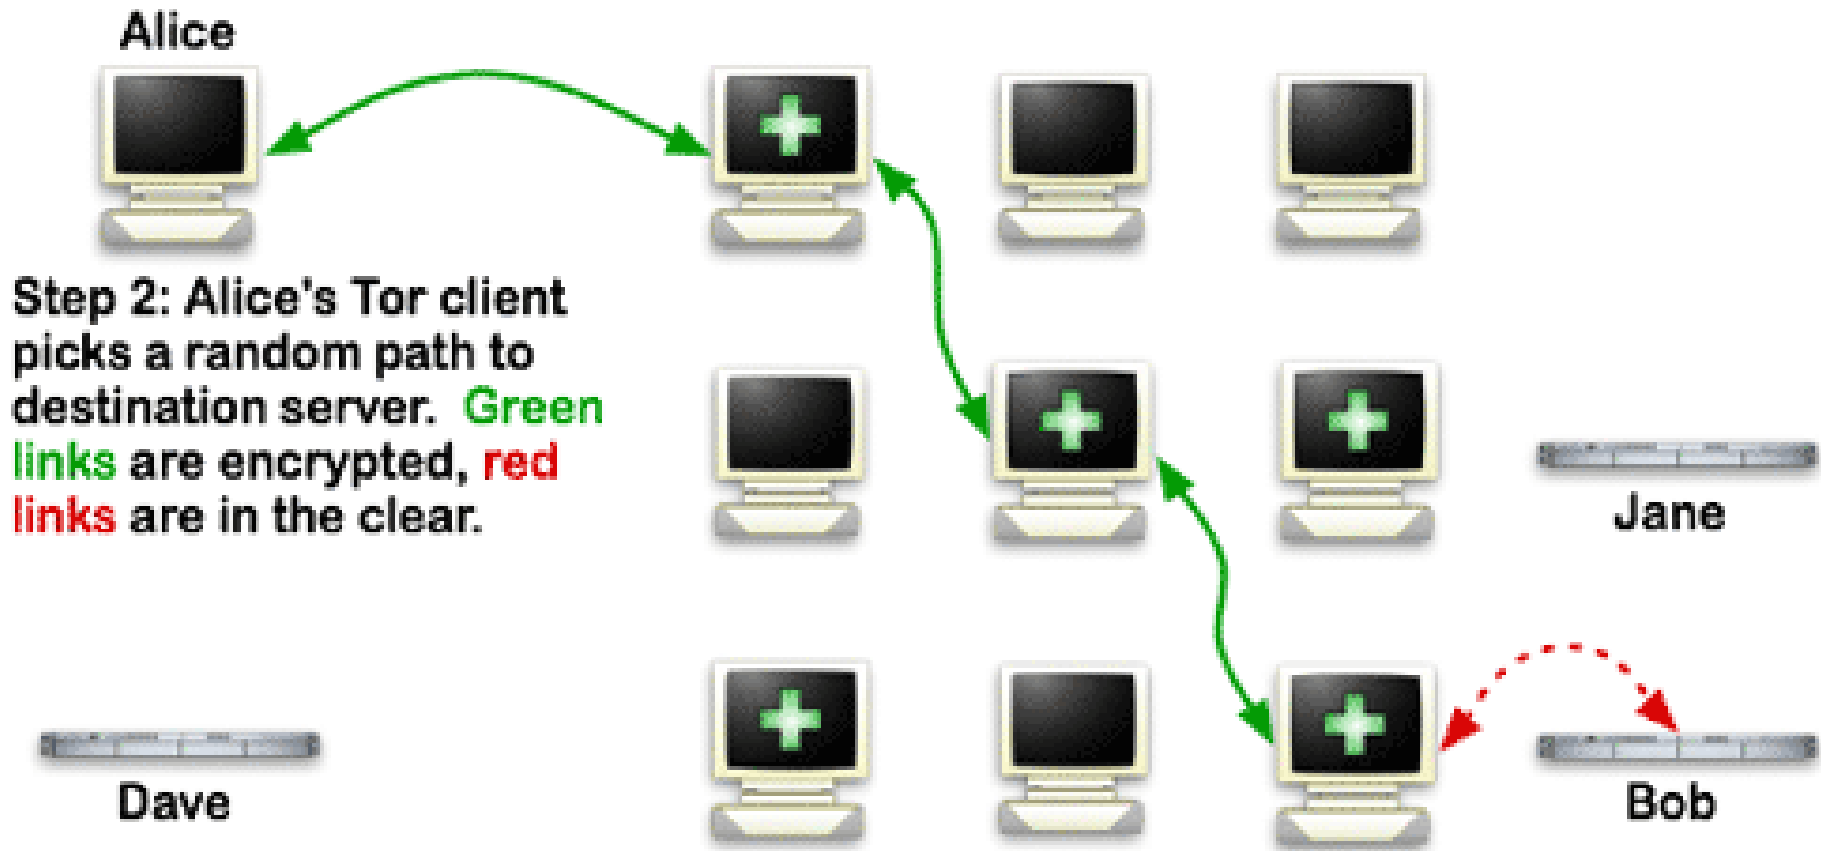 Alice
Step 2: Alice's Tor client
picks a random path to
destination server. Green
links are encrypted, red
links are in the clear.
Jane
Dave
Bob